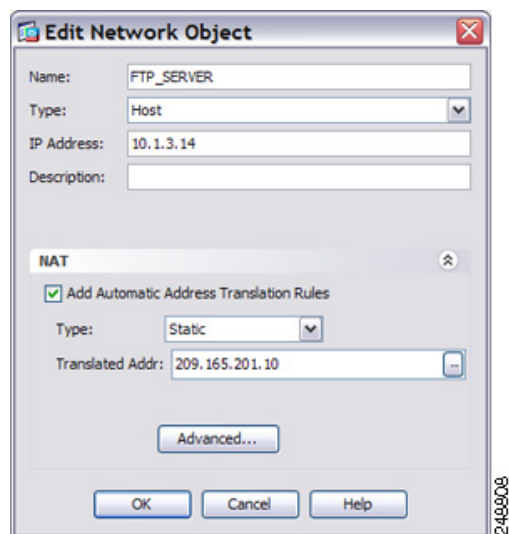 Edit Network Object
Name: FTP_SERVER
Type: Host
IP Address: 10.1.3.14
Description:
NAT
Add Automatic Address Translation Rules
Type: Static
Translated Addr: 209.165.201.10 ...
Advanced...
OK Cancel Help
248808